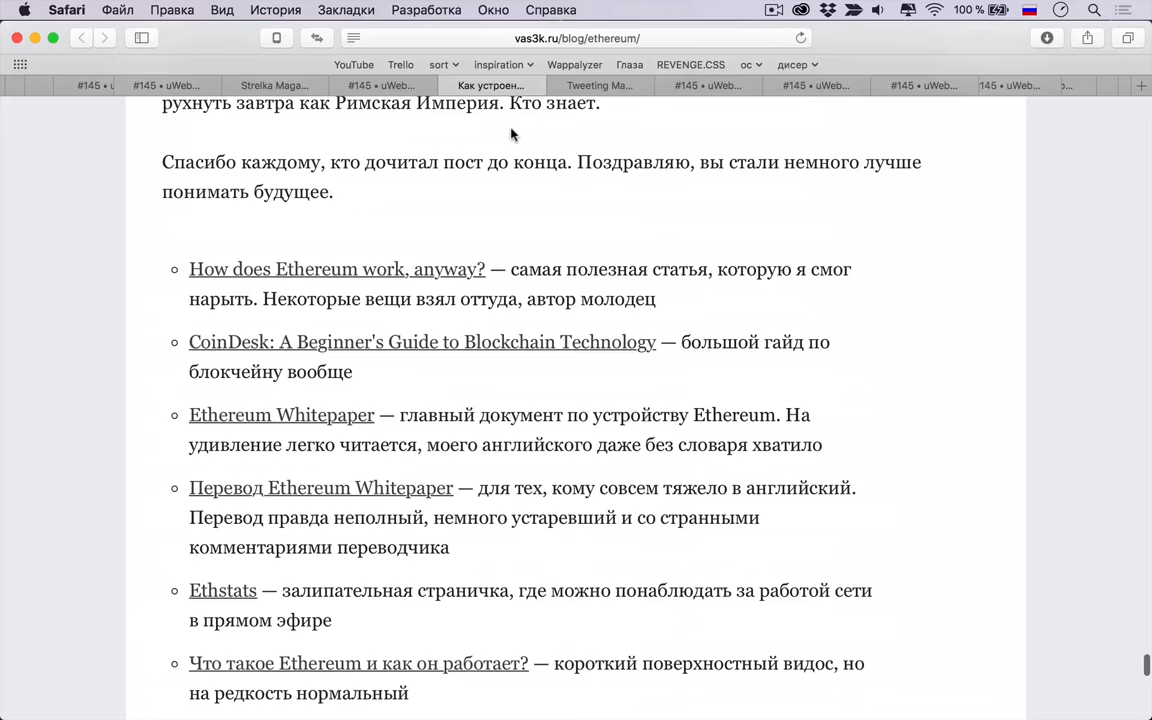 Safari Файл Правка Вид История Закладки Разработка Окно Справка 100 %
vas3k.ru/blog/ethereum/
YouTube Trello sort inspiration Wappalyzer Глаза REVENGE.CSS ос дисер
#145 • u #145 • uWeb... Strelka Maga... #145 • uWeb... Как устроен... Tweeting Ma... #145 • uWeb... #145 • uWeb... #145 • uWeb... 145 • uWeb...
рухнуть завтра как Римская Империя. Кто знает.
Спасибо каждому, кто дочитал пост до конца. Поздравляю, вы стали немного лучше
понимать будущее.
How does Ethereum work, anyway? — самая полезная статья, которую я смог
нарыть. Некоторые вещи взял оттуда, автор молодец
CoinDesk: A Beginner's Guide to Blockchain Technology — большой гайд по
блокчейну вообще
Ethereum Whitepaper — главный документ по устройству Ethereum. На
удивление легко читается, моего английского даже без словаря хватило
Перевод Ethereum Whitepaper — для тех, кому совсем тяжело в английский.
Перевод правда неполный, немного устаревший и со странными
комментариями переводчика
Ethstats — залипательная страничка, где можно понаблюдать за работой сети
в прямом эфире
Что такое Ethereum и как он работает? — короткий поверхностный видос, но
на редкость нормальный